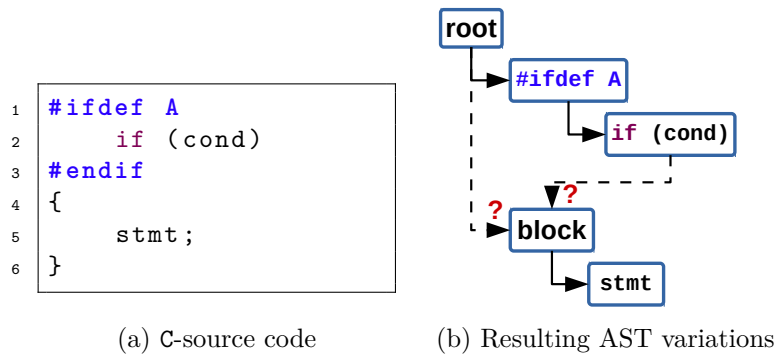 1 #ifdef A
2 if (cond)
3 #endif
4 {
5 stmt;
6 }
(a) C-source code
root
#ifdef A
if (cond)
?
?
block
stmt
(b) Resulting AST variations